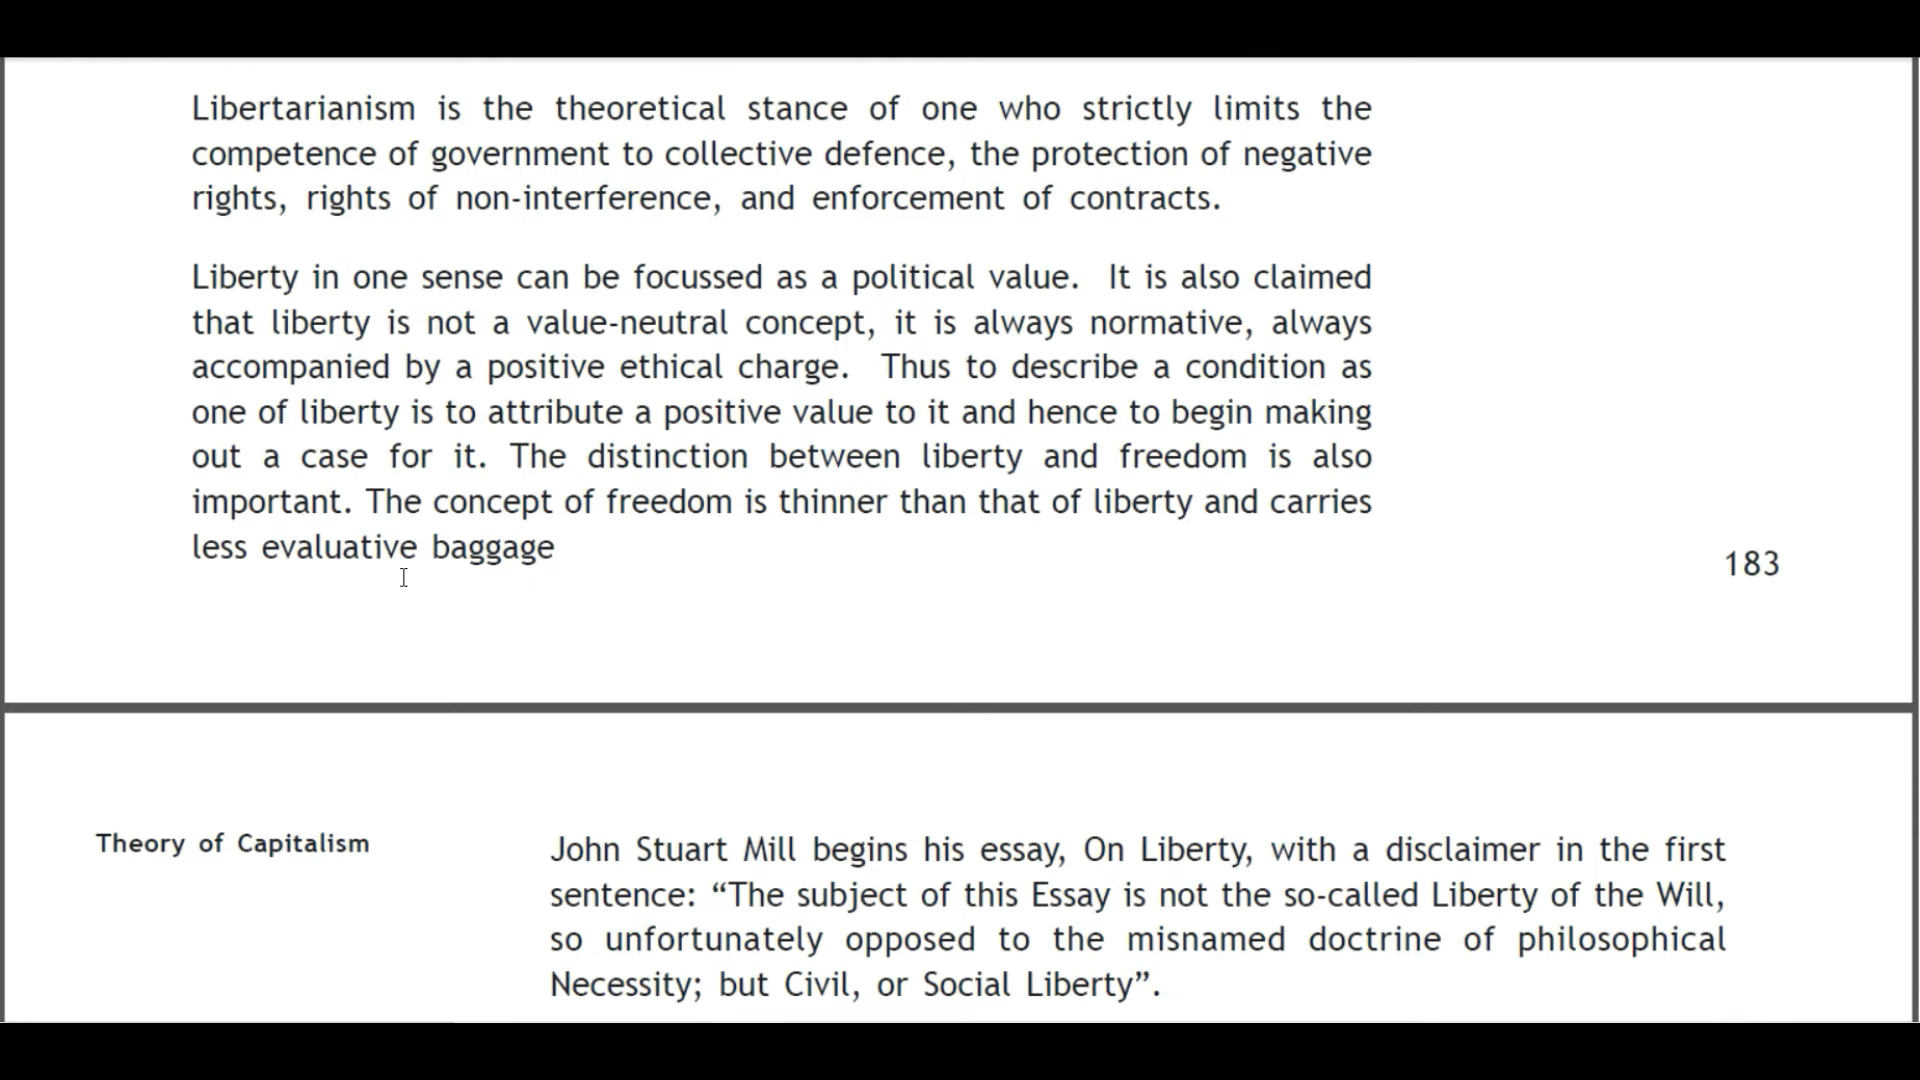 Libertarianism is the theoretical stance of one who strictly limits the
competence of government to collective defence, the protection of negative
rights, rights of non-interference, and enforcement of contracts.
Liberty in one sense can be focussed as a political value. It is also claimed
that liberty is not a value-neutral concept, it is always normative, always
accompanied by a positive ethical charge. Thus to describe a condition as
one of liberty is to attribute a positive value to it and hence to begin making
out a case for it. The distinction between liberty and freedom is also
important. The concept of freedom is thinner than that of liberty and carries
less evaluative baggage
183
Theory of Capitalism
John Stuart Mill begins his essay, On Liberty, with a disclaimer in the first
sentence: “The subject of this Essay is not the so-called Liberty of the Will,
so unfortunately opposed to the misnamed doctrine of philosophical
Necessity; but Civil, or Social Liberty”.